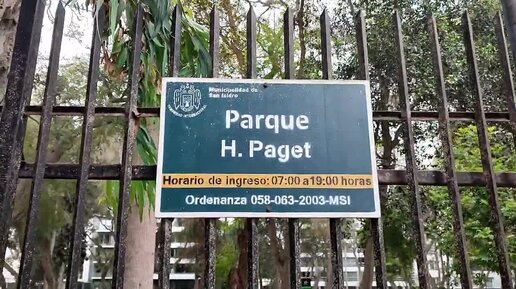 Municipalidad de
San Isidro
Parque
H. Paget
Horario de ingreso: 07:00 a 19:00 horas
Ordenanza 058-063-2003-MSI